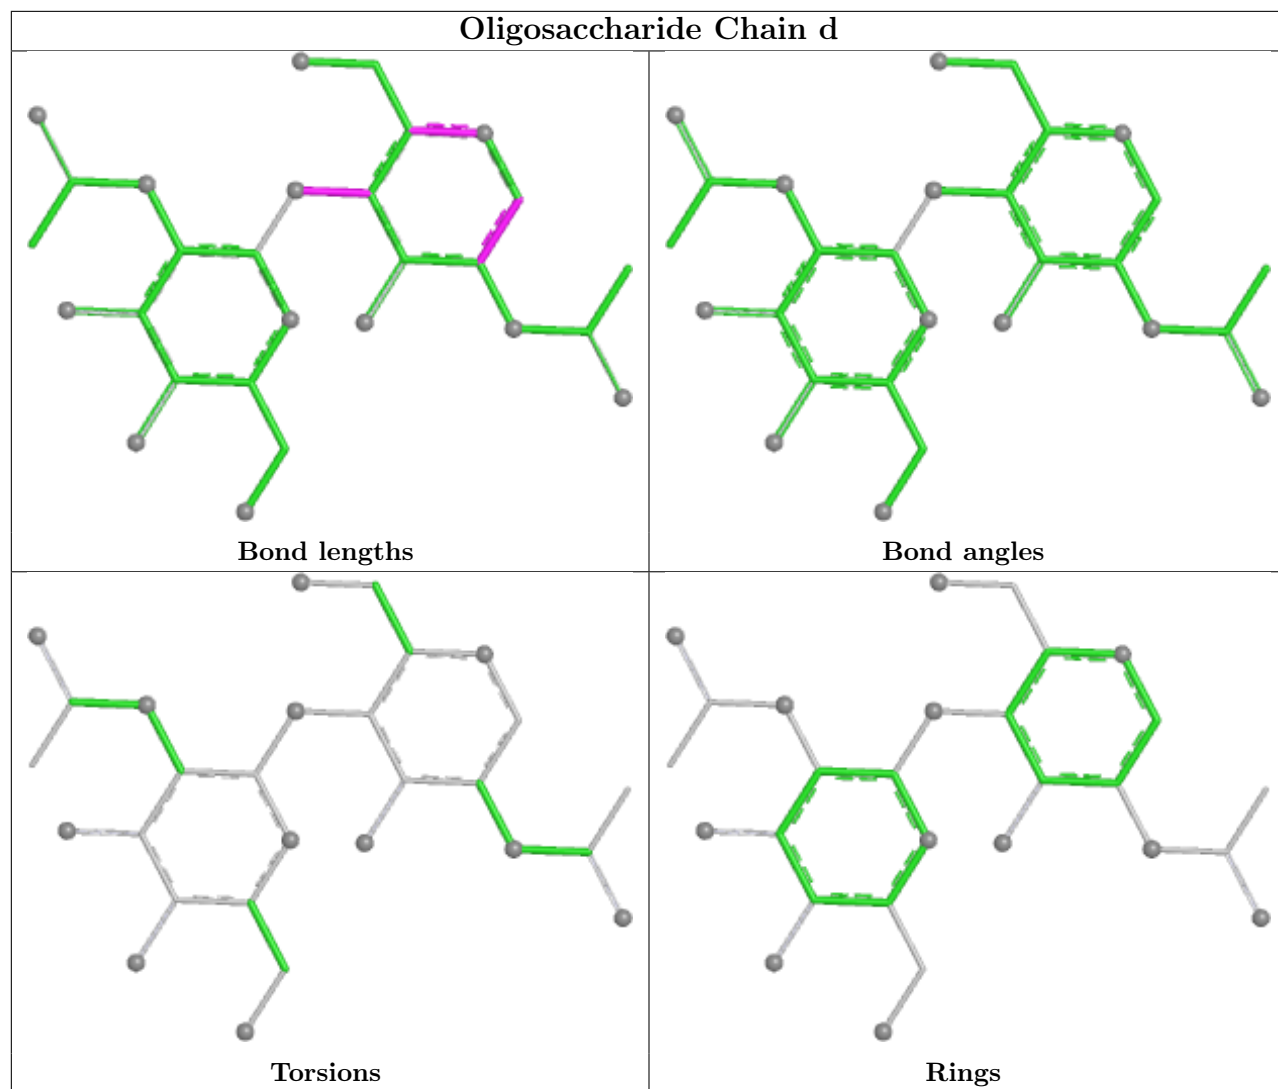 Oligosaccharide Chain d
Bond lengths
Bond angles
Torsions
Rings